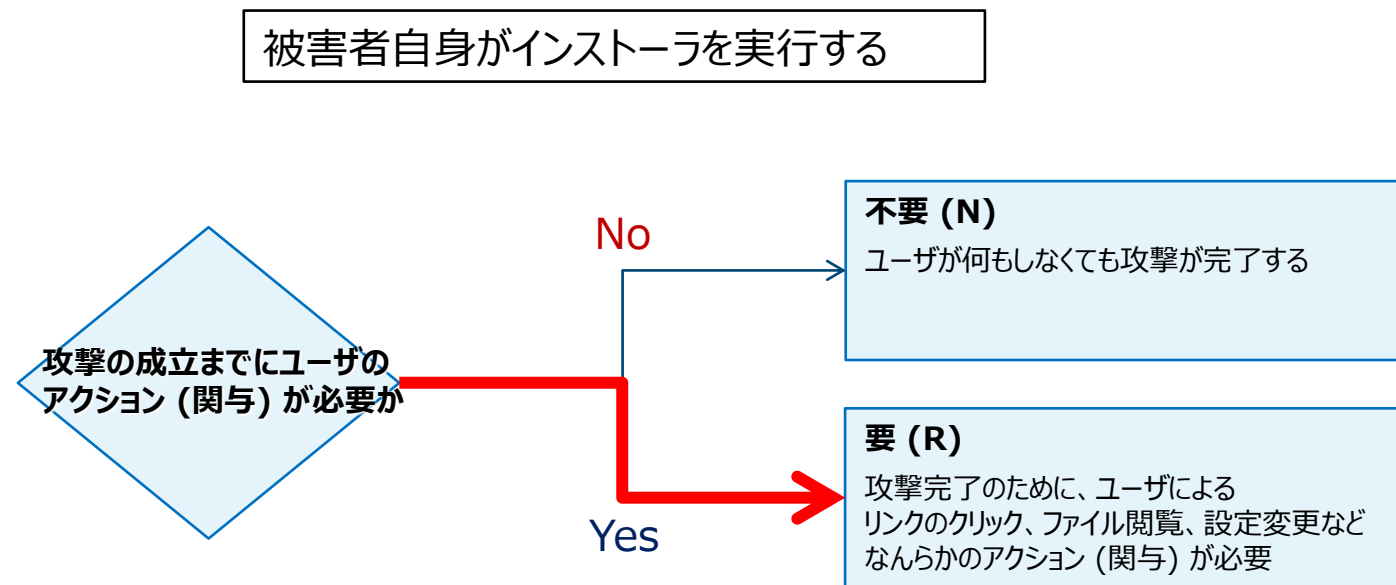 被害者自身がインストーラを実行する
攻撃の成立までにユーザの
アクション (関与) が必要か
No
不要 (N)
ユーザが何もしなくても攻撃が完了する
Yes
要 (R)
攻撃完了のために、ユーザによる
リンクのクリック、ファイル閲覧、設定変更など
なんらかのアクション (関与) が必要